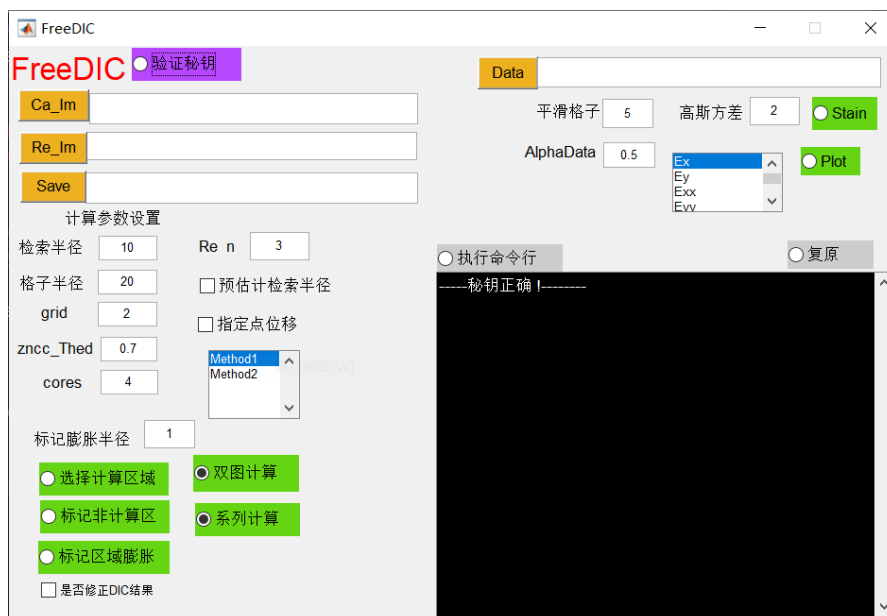 FreeDIC
FreeDIC
验证秘钥
Ca_Im
Re_Im
Save
计算参数设置
检索半径 10
Re n 3
格子半径 20
预估计检索半径
grid 2
指定点位移
zncc_Thed 0.7
Method1
Method2
cores 4
标记膨胀半径 1
选择计算区域
双图计算
标记非计算区
系列计算
标记区域膨胀
是否修正DIC结果
Data
平滑格子 5 高斯方差 2 Stain
AlphaData 0.5
Ex
Ey
Exx
Eyy
Plot
执行命令行
复原
-----秘钥正确!--------